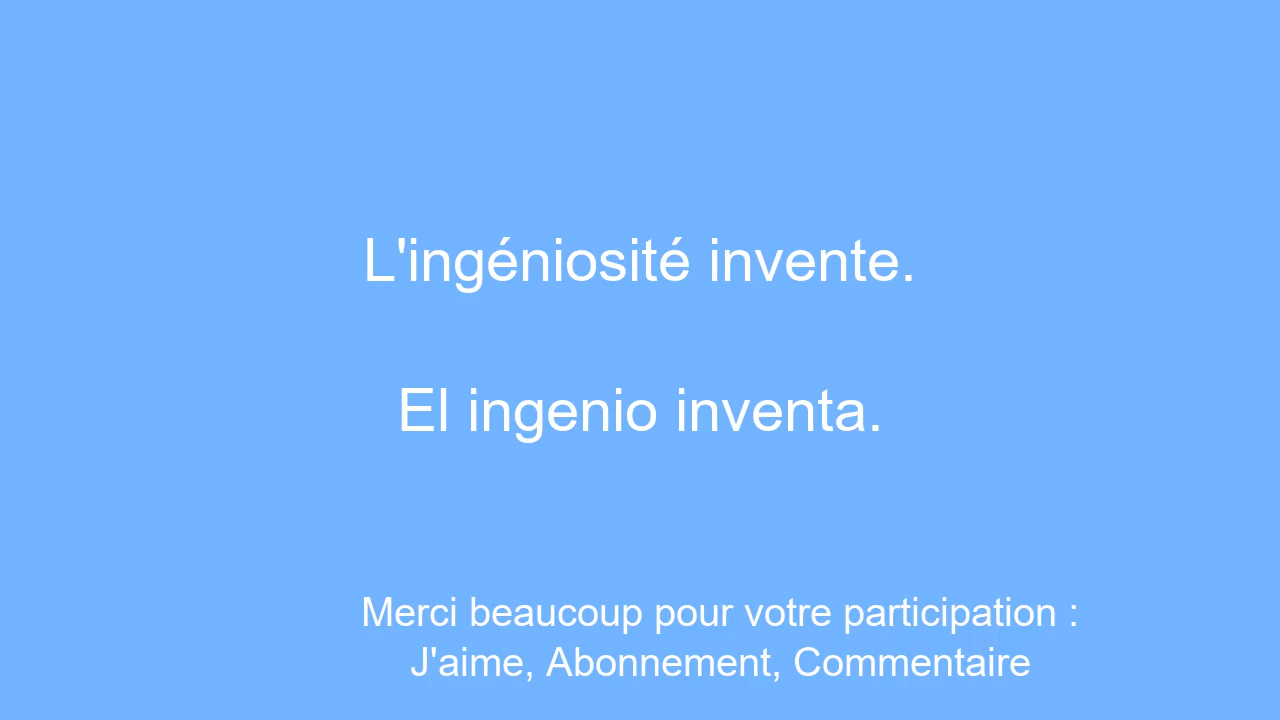 L'ingéniosité invente.
El ingenio inventa.
Merci beaucoup pour votre participation :
J'aime, Abonnement, Commentaire